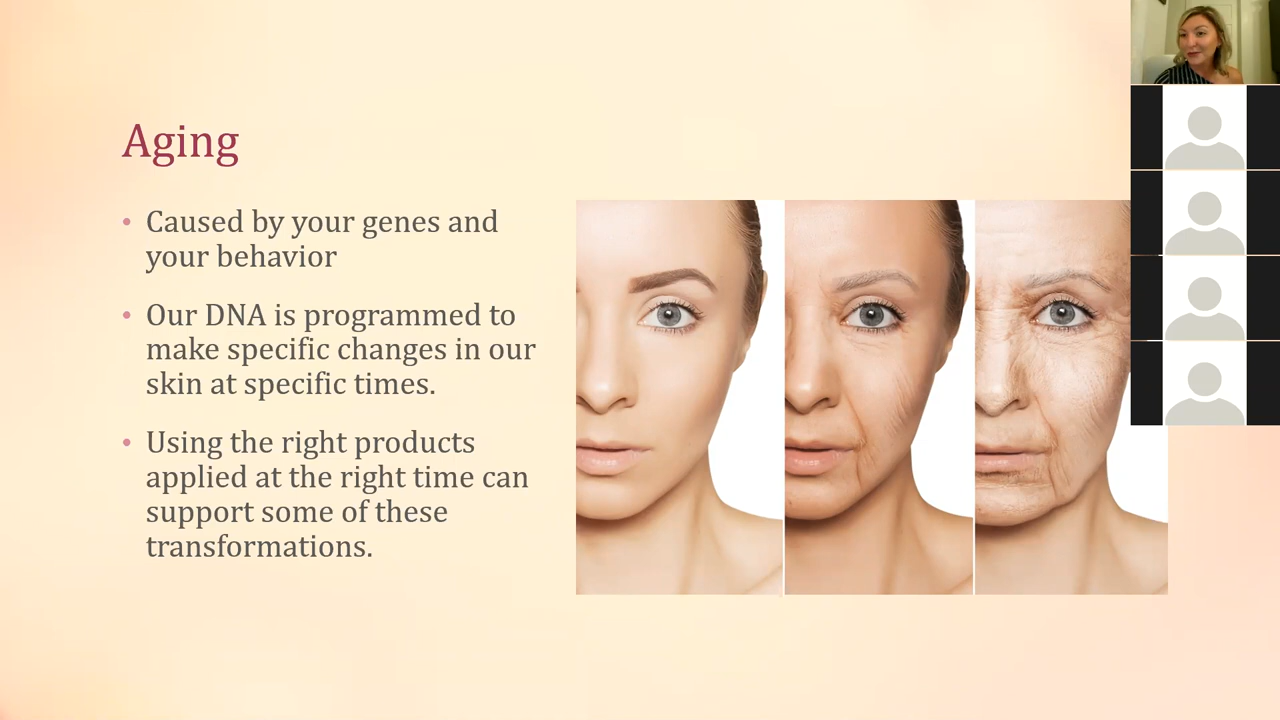 Aging
• Caused by your genes and
your behavior
• Our DNA is programmed to
make specific changes in our
skin at specific times.
• Using the right products
applied at the right time can
support some of these
transformations.